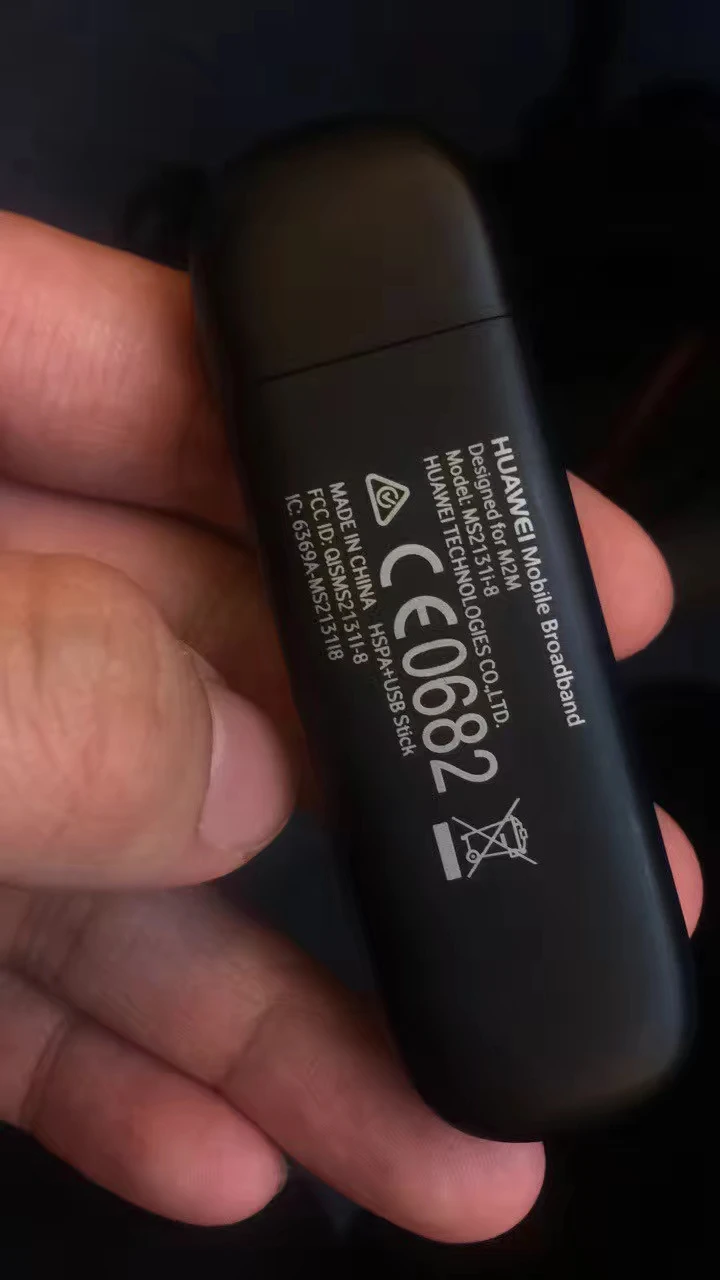 HUAWEI Mobile Broadband
Designed for M2M
Model: MS2131i-8
HUAWEI TECHNOLOGIES CO.,LTD.
CE0682
HSPA+USB Stick
MADE IN CHINA
FCC ID: QISMS2131I-8
IC: 6369A-MS2131I8